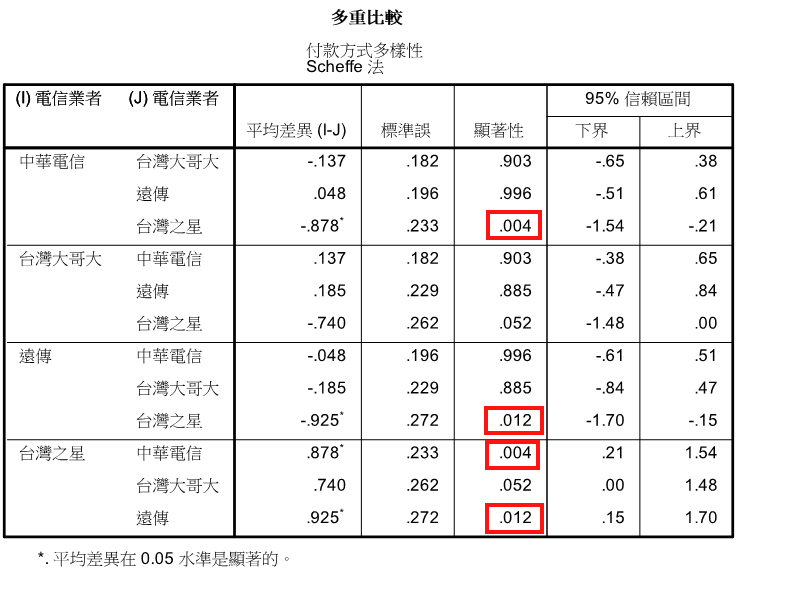 多重比較
付款方式多樣性
Scheffe 法
(I) 電信業者 (J) 電信業者 平均差異 (I-J) 標準誤 顯著性 95% 信賴區間
下界 上界
中華電信 台灣大哥大 -.137 .182 .903 -.65 .38
遠傳 .048 .196 .996 -.51 .61
台灣之星 -.878* .233 .004 -1.54 -.21
台灣大哥大 中華電信 .137 .182 .903 -.38 .65
遠傳 .185 .229 .885 -.47 .84
台灣之星 -.740 .262 .052 -1.48 .00
遠傳 中華電信 -.048 .196 .996 -.61 .51
台灣大哥大 -.185 .229 .885 -.84 .47
台灣之星 -.925* .272 .012 -1.70 -.15
台灣之星 中華電信 .878* .233 .004 .21 1.54
台灣大哥大 .740 .262 .052 .00 1.48
遠傳 .925* .272 .012 .15 1.70
*. 平均差異在 0.05 水準是顯著的。